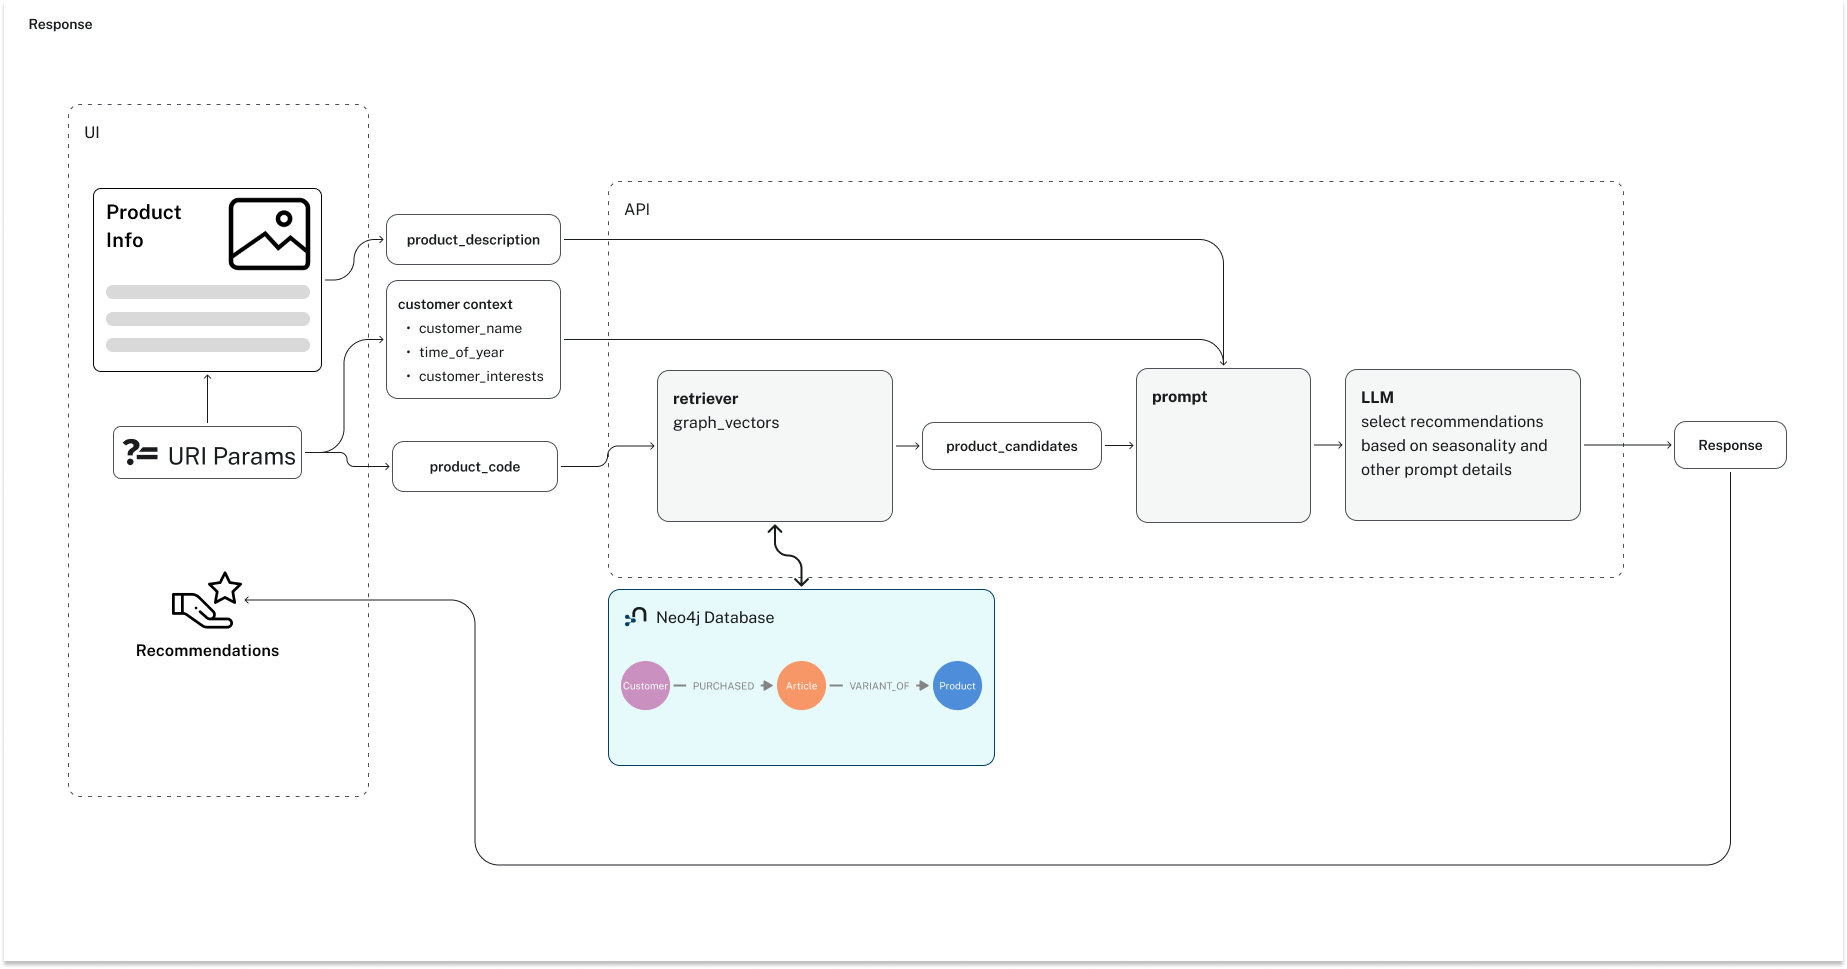 Response
UI
Product
Info
?= URI Params
Recommendations
product_description
customer context
• customer_name
• time_of_year
• customer_interests
product_code
API
retriever
graph_vectors
product_candidates
prompt
LLM
select recommendations
based on seasonality and
other prompt details
Response
Neo4j Database
Customer
PURCHASED
Article
VARIANT_OF
Product